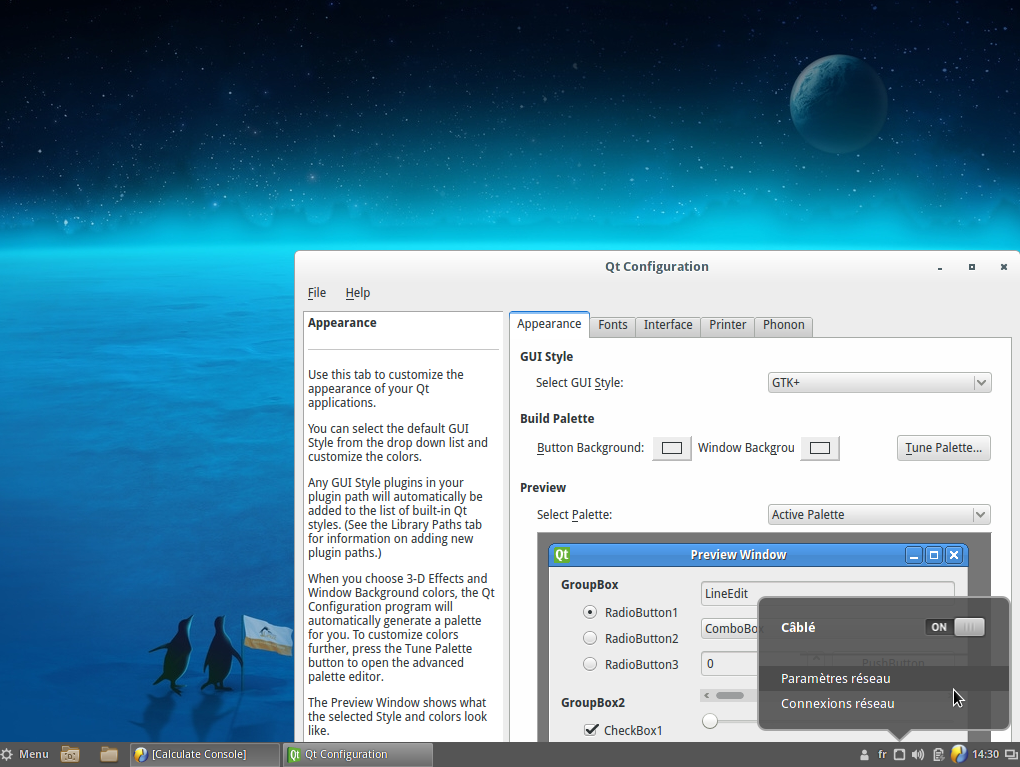 Qt Configuration
File Help
Appearance
Use this tab to customize the
appearance of your Qt
applications.
You can select the default GUI
Style from the drop down list and
customize the colors.
Any GUI Style plugins in your
plugin path will automatically be
added to the list of built-in Qt
styles. (See the Library Paths tab
for information on adding new
plugin paths.)
When you choose 3-D Effects and
Window Background colors, the Qt
Configuration program will
automatically generate a palette
for you. To customize colors
further, press the Tune Palette
button to open the advanced
palette editor.
The Preview Window shows what
the selected Style and colors look
like.
Appearance Fonts Interface Printer Phonon
GUI Style
Select GUI Style: GTK+
Build Palette
Button Background: Window Backgrou Tune Palette...
Preview
Select Palette: Active Palette
Qt Preview Window
GroupBox
RadioButton1
RadioButton2
RadioButton3
GroupBox2
CheckBox1
LineEdit
ComboBox
0
PushButton
Câblé ON
Paramètres réseau
Connexions réseau
Menu [Calculate Console] Qt Qt Configuration fr 14:30